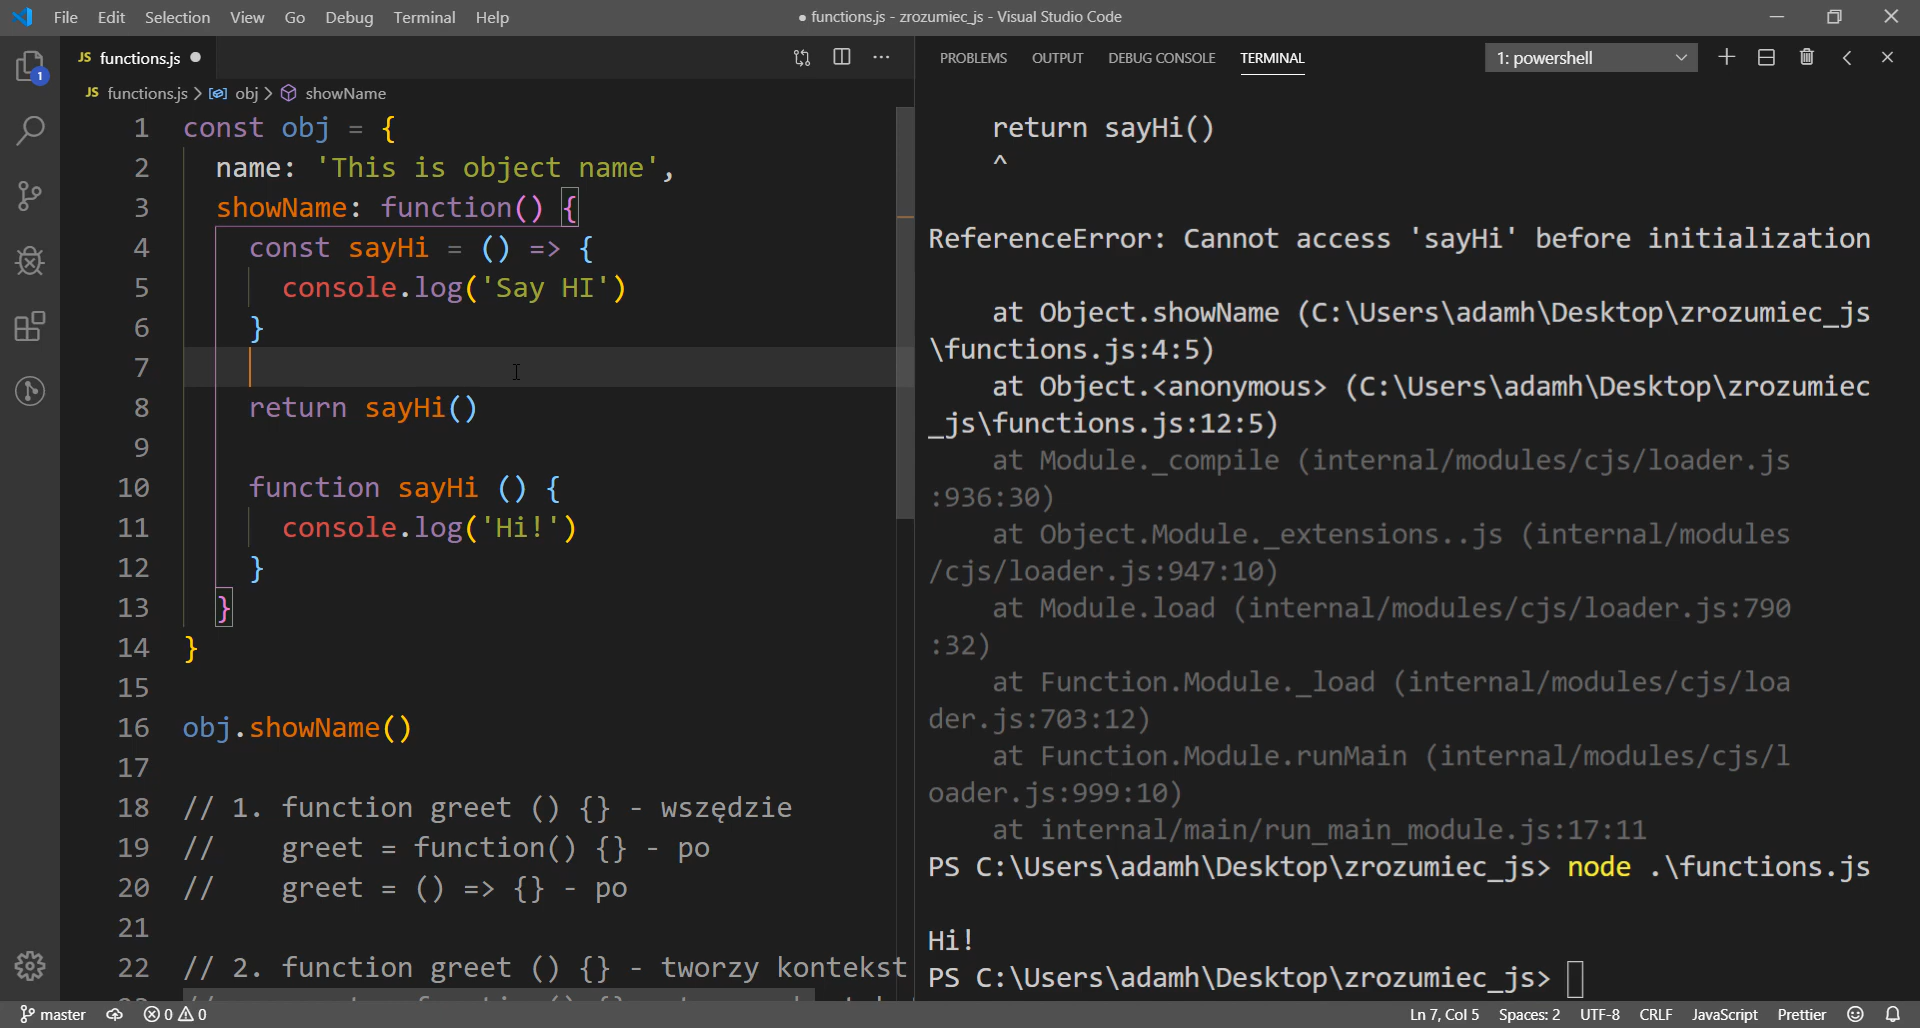 File Edit Selection View Go Debug Terminal Help
● functions.js - zrozumiec_js - Visual Studio Code
1
JS functions.js ●
JS functions.js > obj > showName
1 const obj = {
2 name: 'This is object name',
3 showName: function() {
4 const sayHi = () => {
5 console.log('Say HI')
6 }
7
8 return sayHi()
9
10 function sayHi () {
11 console.log('Hi!')
12 }
13 }
14 }
15
16 obj.showName()
17
18 // 1. function greet () {} - wszędzie
19 // greet = function() {} - po
20 // greet = () => {} - po
21
22 // 2. function greet () {} - tworzy kontekst
PROBLEMS OUTPUT DEBUG CONSOLE TERMINAL 1: powershell
return sayHi()
^
ReferenceError: Cannot access 'sayHi' before initialization
at Object.showName (C:\Users\adamh\Desktop\zrozumiec_js
\functions.js:4:5)
at Object.<anonymous> (C:\Users\adamh\Desktop\zrozumiec
_js\functions.js:12:5)
at Module._compile (internal/modules/cjs/loader.js
:936:30)
at Object.Module._extensions..js (internal/modules
/cjs/loader.js:947:10)
at Module.load (internal/modules/cjs/loader.js:790
:32)
at Function.Module._load (internal/modules/cjs/loa
der.js:703:12)
at Function.Module.runMain (internal/modules/cjs/l
oader.js:999:10)
at internal/main/run_main_module.js:17:11
PS C:\Users\adamh\Desktop\zrozumiec_js> node .\functions.js
Hi!
PS C:\Users\adamh\Desktop\zrozumiec_js>
master 0 0 Ln 7, Col 5 Spaces: 2 UTF-8 CRLF JavaScript Prettier